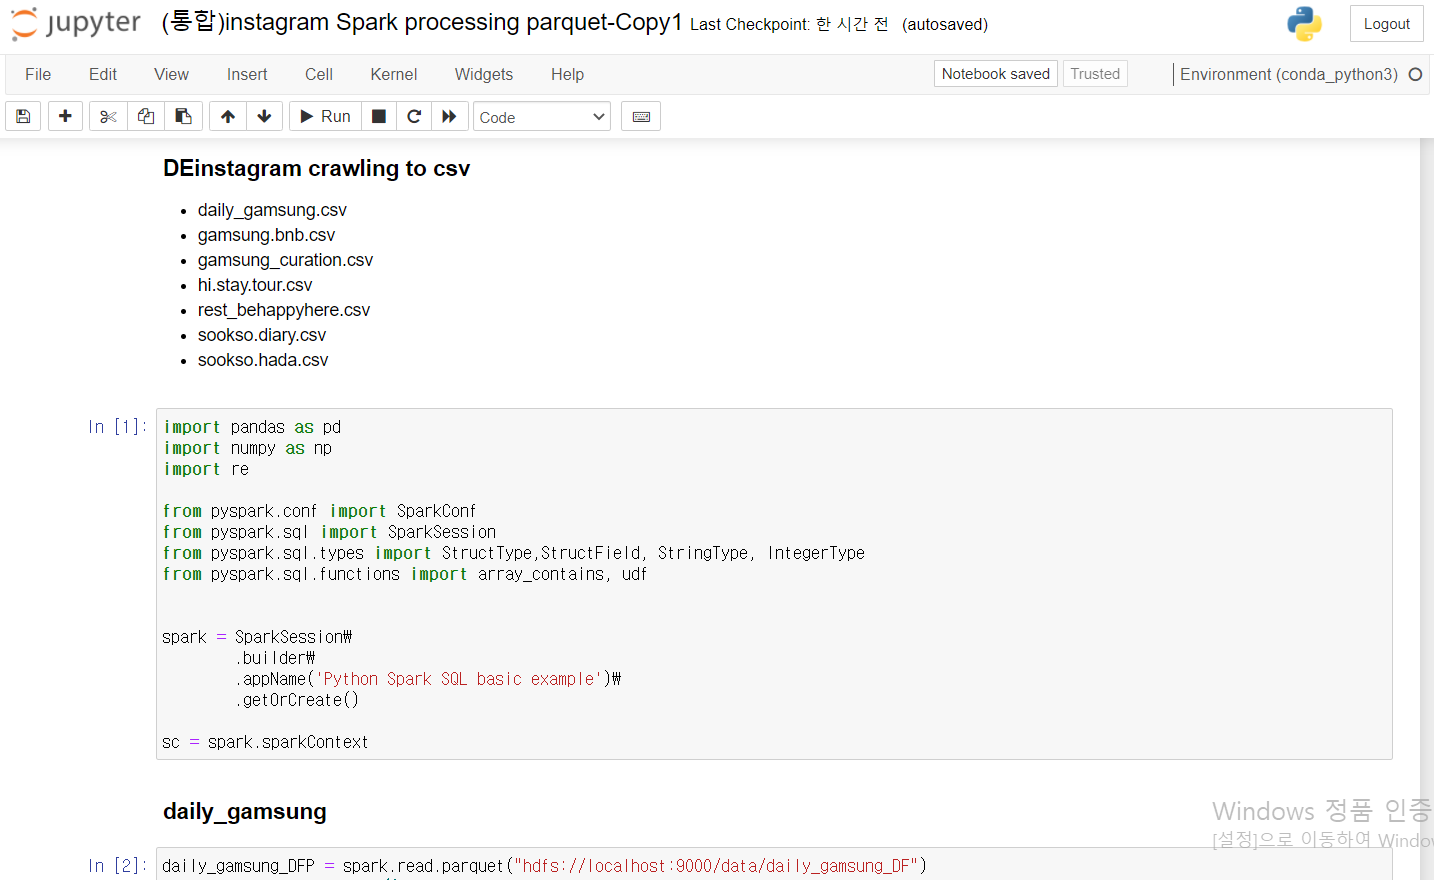 jupyter (통합)instagram Spark processing parquet-Copy1 Last Checkpoint: 한 시간 전 (autosaved) Logout
File Edit View Insert Cell Kernel Widgets Help Notebook saved Trusted Environment (conda_python3)
Run Code
DEinstagram crawling to csv
• daily_gamsung.csv
• gamsung.bnb.csv
• gamsung_curation.csv
• hi.stay.tour.csv
• rest_behappyhere.csv
• sookso.diary.csv
• sookso.hada.csv
In [1]: import pandas as pd
import numpy as np
import re
from pyspark.conf import SparkConf
from pyspark.sql import SparkSession
from pyspark.sql.types import StructType,StructField, StringType, IntegerType
from pyspark.sql.functions import array_contains, udf
spark = SparkSession₩
.builder₩
.appName('Python Spark SQL basic example')₩
.getOrCreate()
sc = spark.sparkContext
daily_gamsung
Windows 정품 인증
[설정]으로 이동하여 Windo
In [2]: daily_gamsung_DFP = spark.read.parquet("hdfs://localhost:9000/data/daily_gamsung_DF")